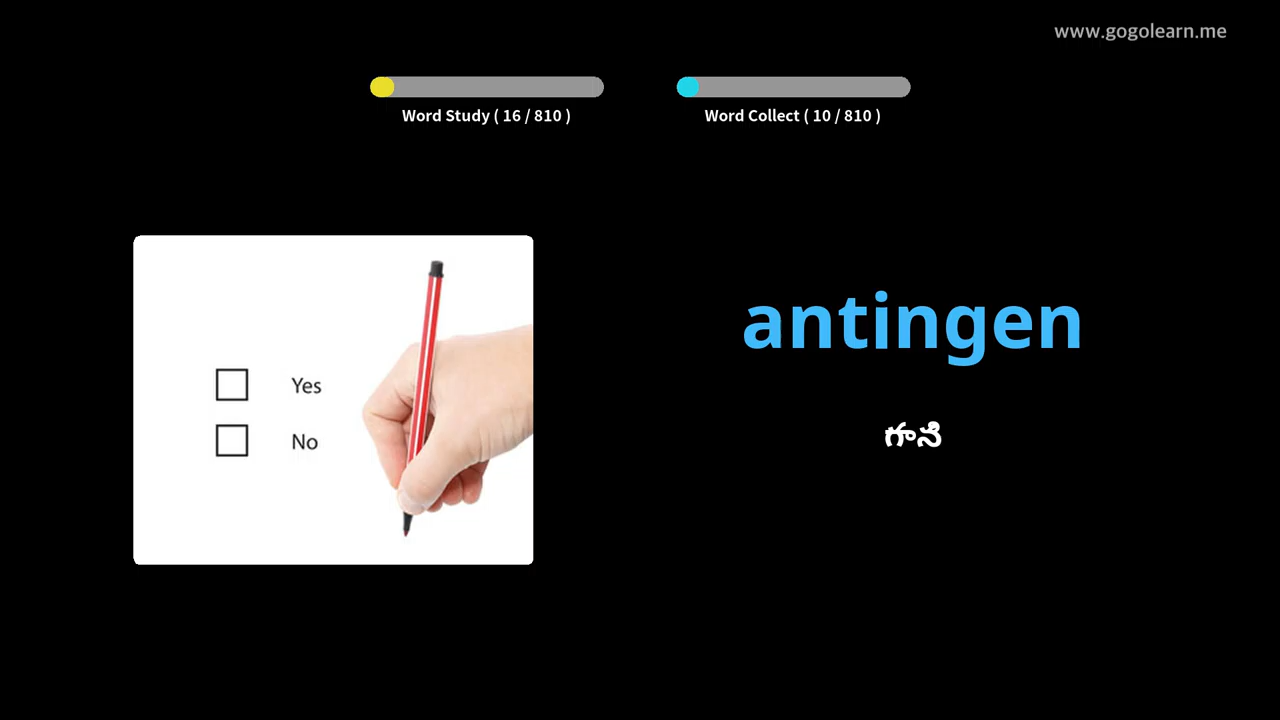 www.gogolearn.me
Word Study ( 16 / 810 )
Word Collect ( 10 / 810 )
Yes
No
antingen
గాని